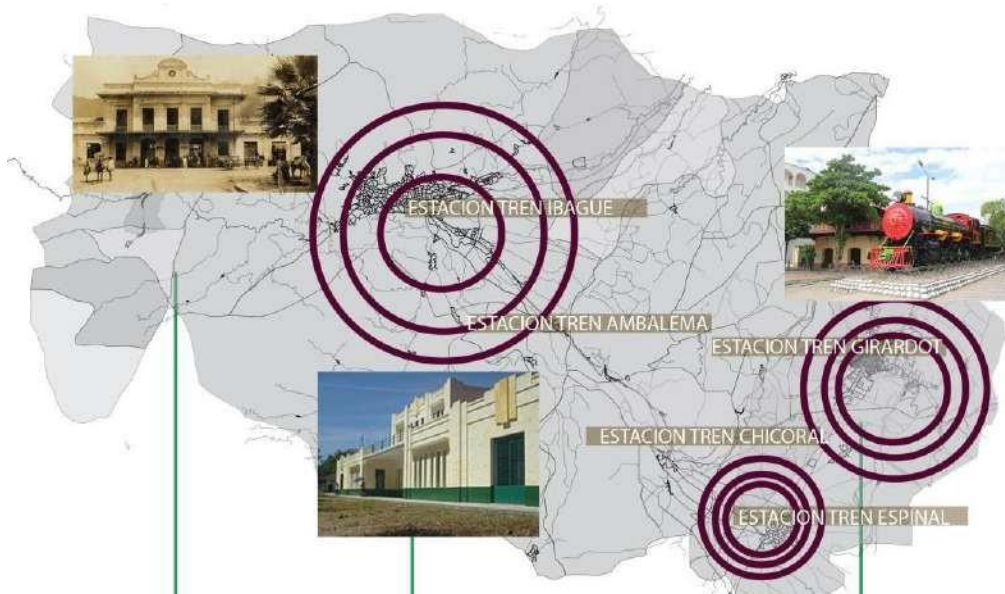 ESTACION TREN IBAGUE
ESTACION TREN AMBALEMA
ESTACION TREN GIRARDOT
ESTACION TREN CHICORAL
ESTACION TREN ESPINAL